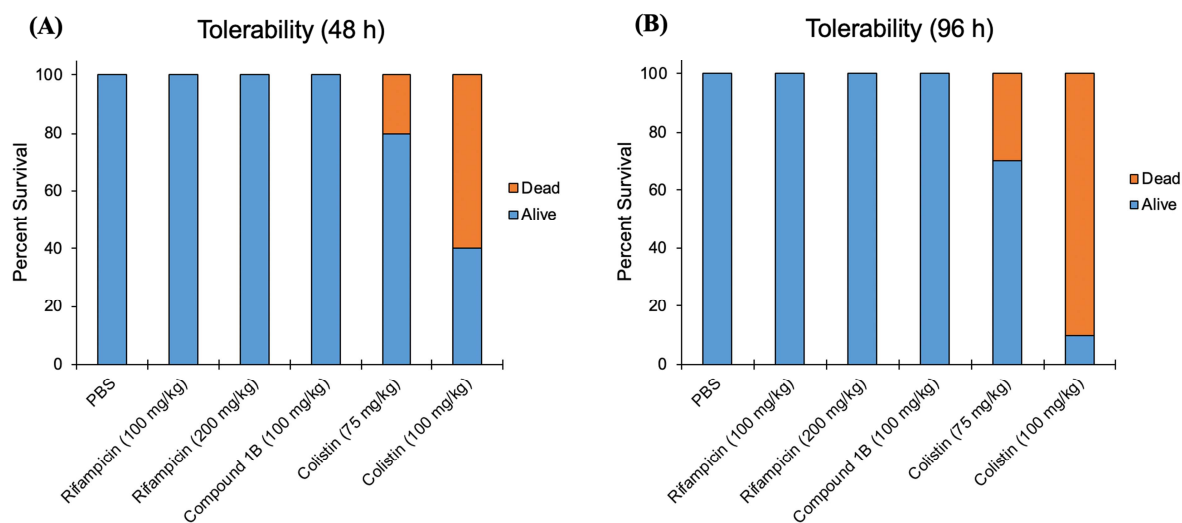 (A)
Tolerability (48 h)
Percent Survival
100
80
60
40
20
0
PBS
Rifampicin (100 mg/kg)
Rifampicin (200 mg/kg)
Compound 1B (100 mg/kg)
Colistin (75 mg/kg)
Colistin (100 mg/kg)
Dead
Alive
(B)
Tolerability (96 h)
Percent Survival
100
80
60
40
20
0
PBS
Rifampicin (100 mg/kg)
Rifampicin (200 mg/kg)
Compound 1B (100 mg/kg)
Colistin (75 mg/kg)
Colistin (100 mg/kg)
Dead
Alive